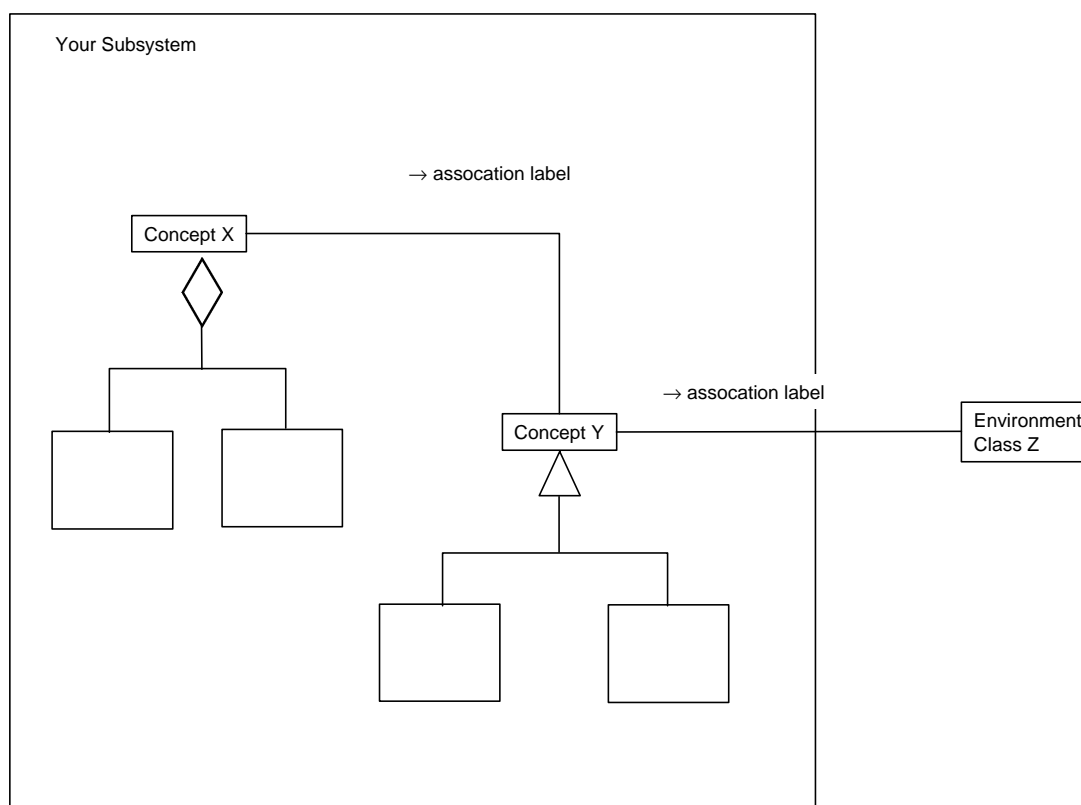 Your Subsystem
→ assocation label
Concept X
→ assocation label
Concept Y
Environment
Class Z